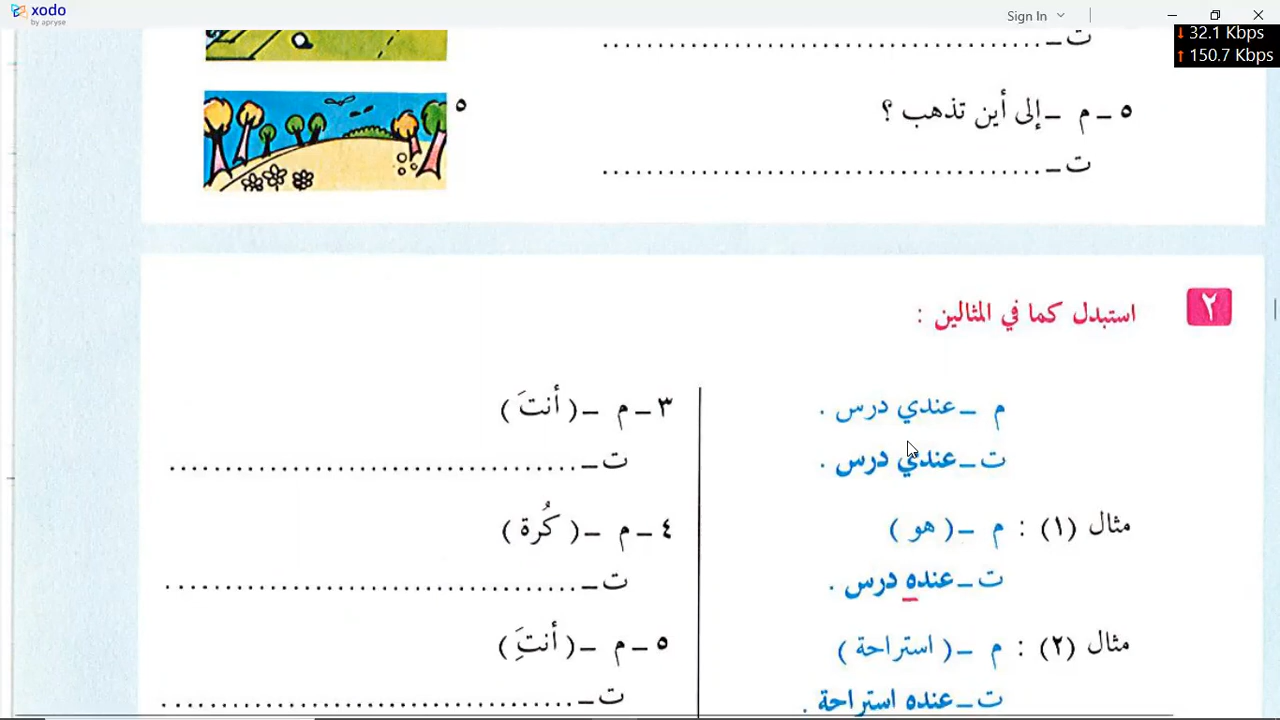 xodo
by apryse
Sign In
↓ 32.1 Kbps
↑ 150.7 Kbps
ت ـ ........................................
٥ ـ م ـ إلى أين تذهب ؟
٥
ت ـ ........................................
٢
استبدل كما في المثالين :
م ـ عندي درس .
ت ـ عندي درس .
مثال (١) : م ـ ( هو )
ت ـ عنده درس .
مثال (٢) : م ـ ( استراحة )
ت ـ عنده استراحة .
٣ ـ م ـ ( أنتَ )
ت ـ ........................................
٤ ـ م ـ ( كُرة )
ت ـ ........................................
٥ ـ م ـ ( أنتَِ )
ت ـ ........................................